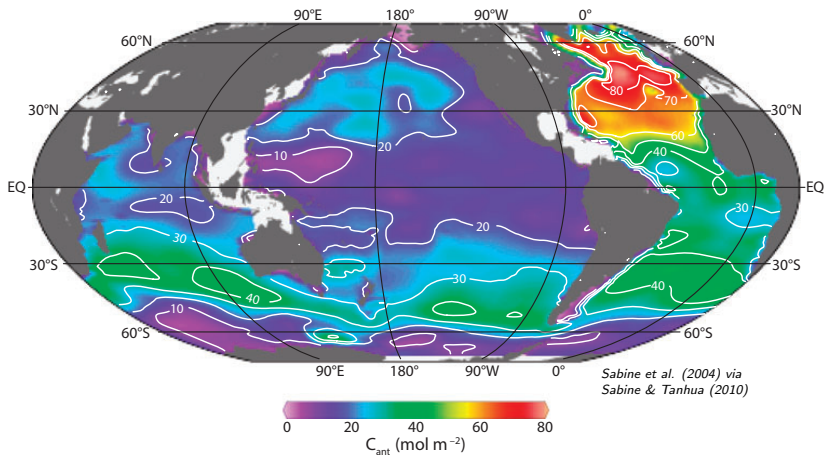 90°E 180° 90°W 0°
60°N 60°N
80 70
30°N 30°N
20 60
10 40
EQ EQ
20 30
20
30 30
30°S 30°S
40 40
10
60°S 60°S
90°E 180° 90°W 0°
Sabine et al. (2004) via
Sabine & Tanhua (2010)
0 20 40 60 80
C_ant (mol m⁻²)